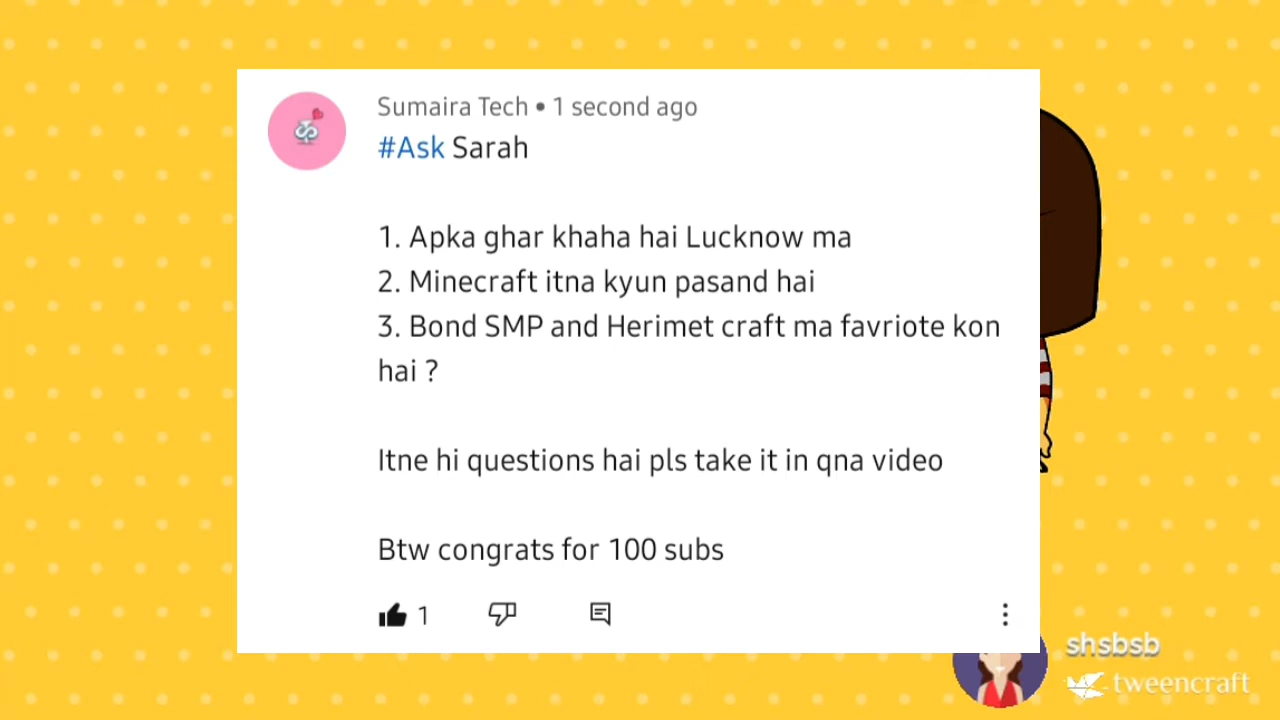 Sumaira Tech • 1 second ago
#Ask Sarah
1. Apka ghar khaha hai Lucknow ma
2. Minecraft itna kyun pasand hai
3. Bond SMP and Herimet craft ma favriote kon
hai ?
Itne hi questions hai pls take it in qna video
Btw congrats for 100 subs
1
shsbsb
tweencraft